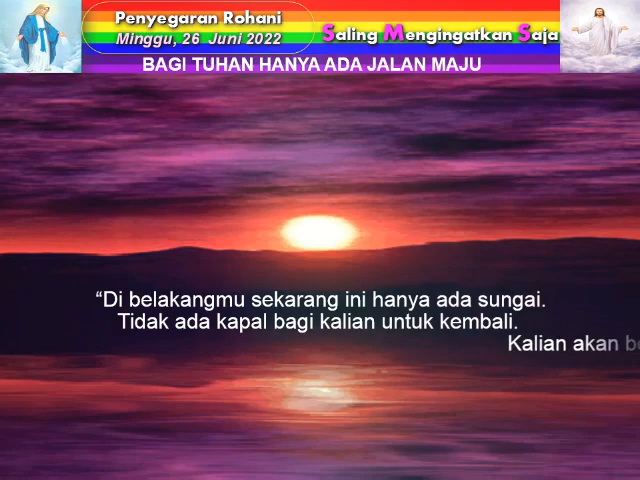 Penyegaran Rohani
Minggu, 26 Juni 2022
Saling Mengingatkan Saja
BAGI TUHAN HANYA ADA JALAN MAJU
“Di belakangmu sekarang ini hanya ada sungai.
Tidak ada kapal bagi kalian untuk kembali.
Kalian akan